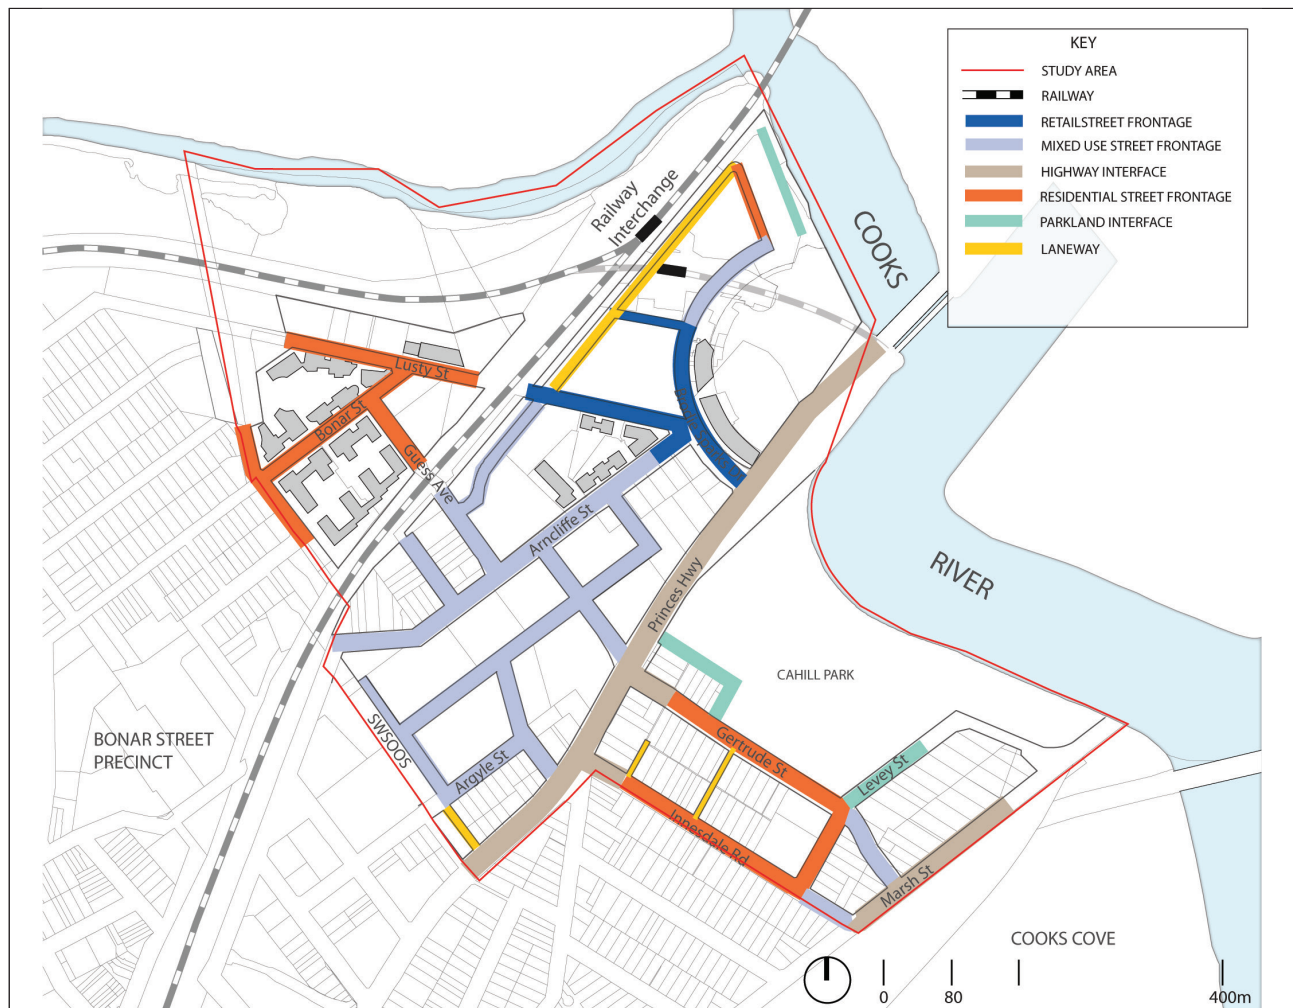 KEY
STUDY AREA
RAILWAY
RETAILSTREET FRONTAGE
MIXED USE STREET FRONTAGE
HIGHWAY INTERFACE
RESIDENTIAL STREET FRONTAGE
PARKLAND INTERFACE
LANEWAY
Railway
Interchange
COOKS
RIVER
Lusty St
Bonar St
Guess Ave
Arncliffe St
Princes Hwy
CAHILL PARK
SWSOOS
Argyle St
Gertrude St
Levey St
Innesdale Rd
Marsh St
BONAR STREET
PRECINCT
COOKS COVE
0
80
400m